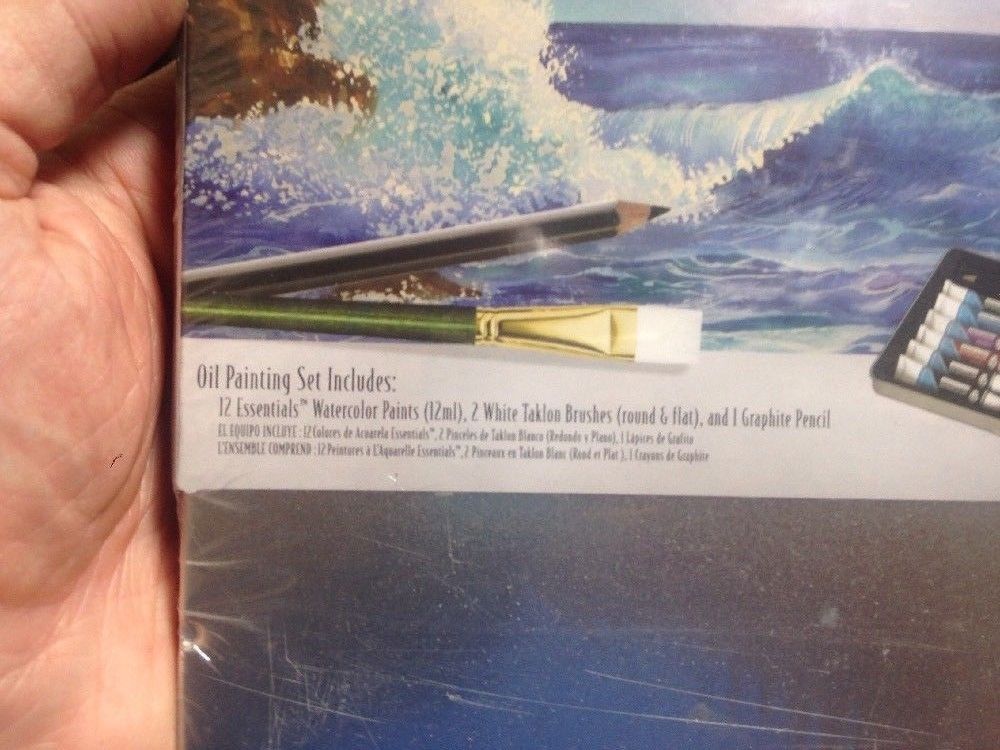 Oil Painting Set Includes:
12 Essentials™ Watercolor Paints (12ml), 2 White Taklon Brushes (round & flat), and 1 Graphite Pencil
EL EQUIPO INCLUYE : 12 Colores de Acuarela Essentials™, 2 Pinceles de Taklon Blanco (Redondo y Plano), 1 Lápices de Grafito
L'ENSEMBLE COMPREND : 12 Peintures à L'Aquarelle Essentials™, 2 Pinceaux en Taklon Blanc (Rond et Plat ), 1 Crayons de Graphite